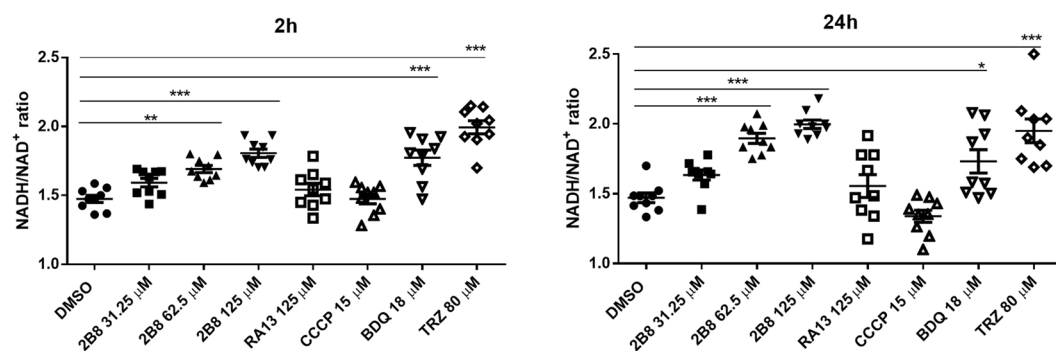 2h
NADH/NAD+ ratio
2.5
2.0
1.5
1.0
***
***
***
**
DMSO
2B8 31.25 μM
2B8 62.5 μM
2B8 125 μM
RA13 125 μM
CCCP 15 μM
BDQ 18 μM
TRZ 80 μM
24h
NADH/NAD+ ratio
2.5
2.0
1.5
1.0
***
*
***
***
DMSO
2B8 31.25 μM
2B8 62.5 μM
2B8 125 μM
RA13 125 μM
CCCP 15 μM
BDQ 18 μM
TRZ 80 μM